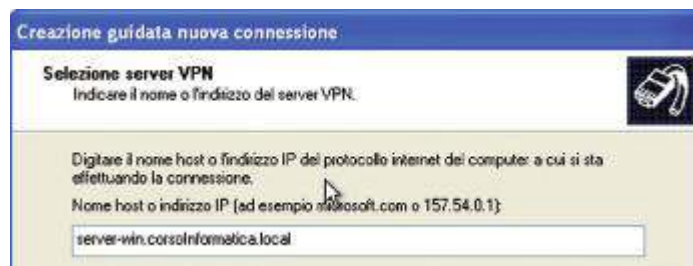 Creazione guidata nuova connessione
Selezione server VPN
Indicare il nome o l'indirizzo del server VPN.
Digitare il nome host o l'indirizzo IP del protocollo internet del computer a cui si sta
effettuando la connessione.
Nome host o indirizzo IP (ad esempio microsoft.com o 157.54.0.1):
server-win.corsoInformatica.local